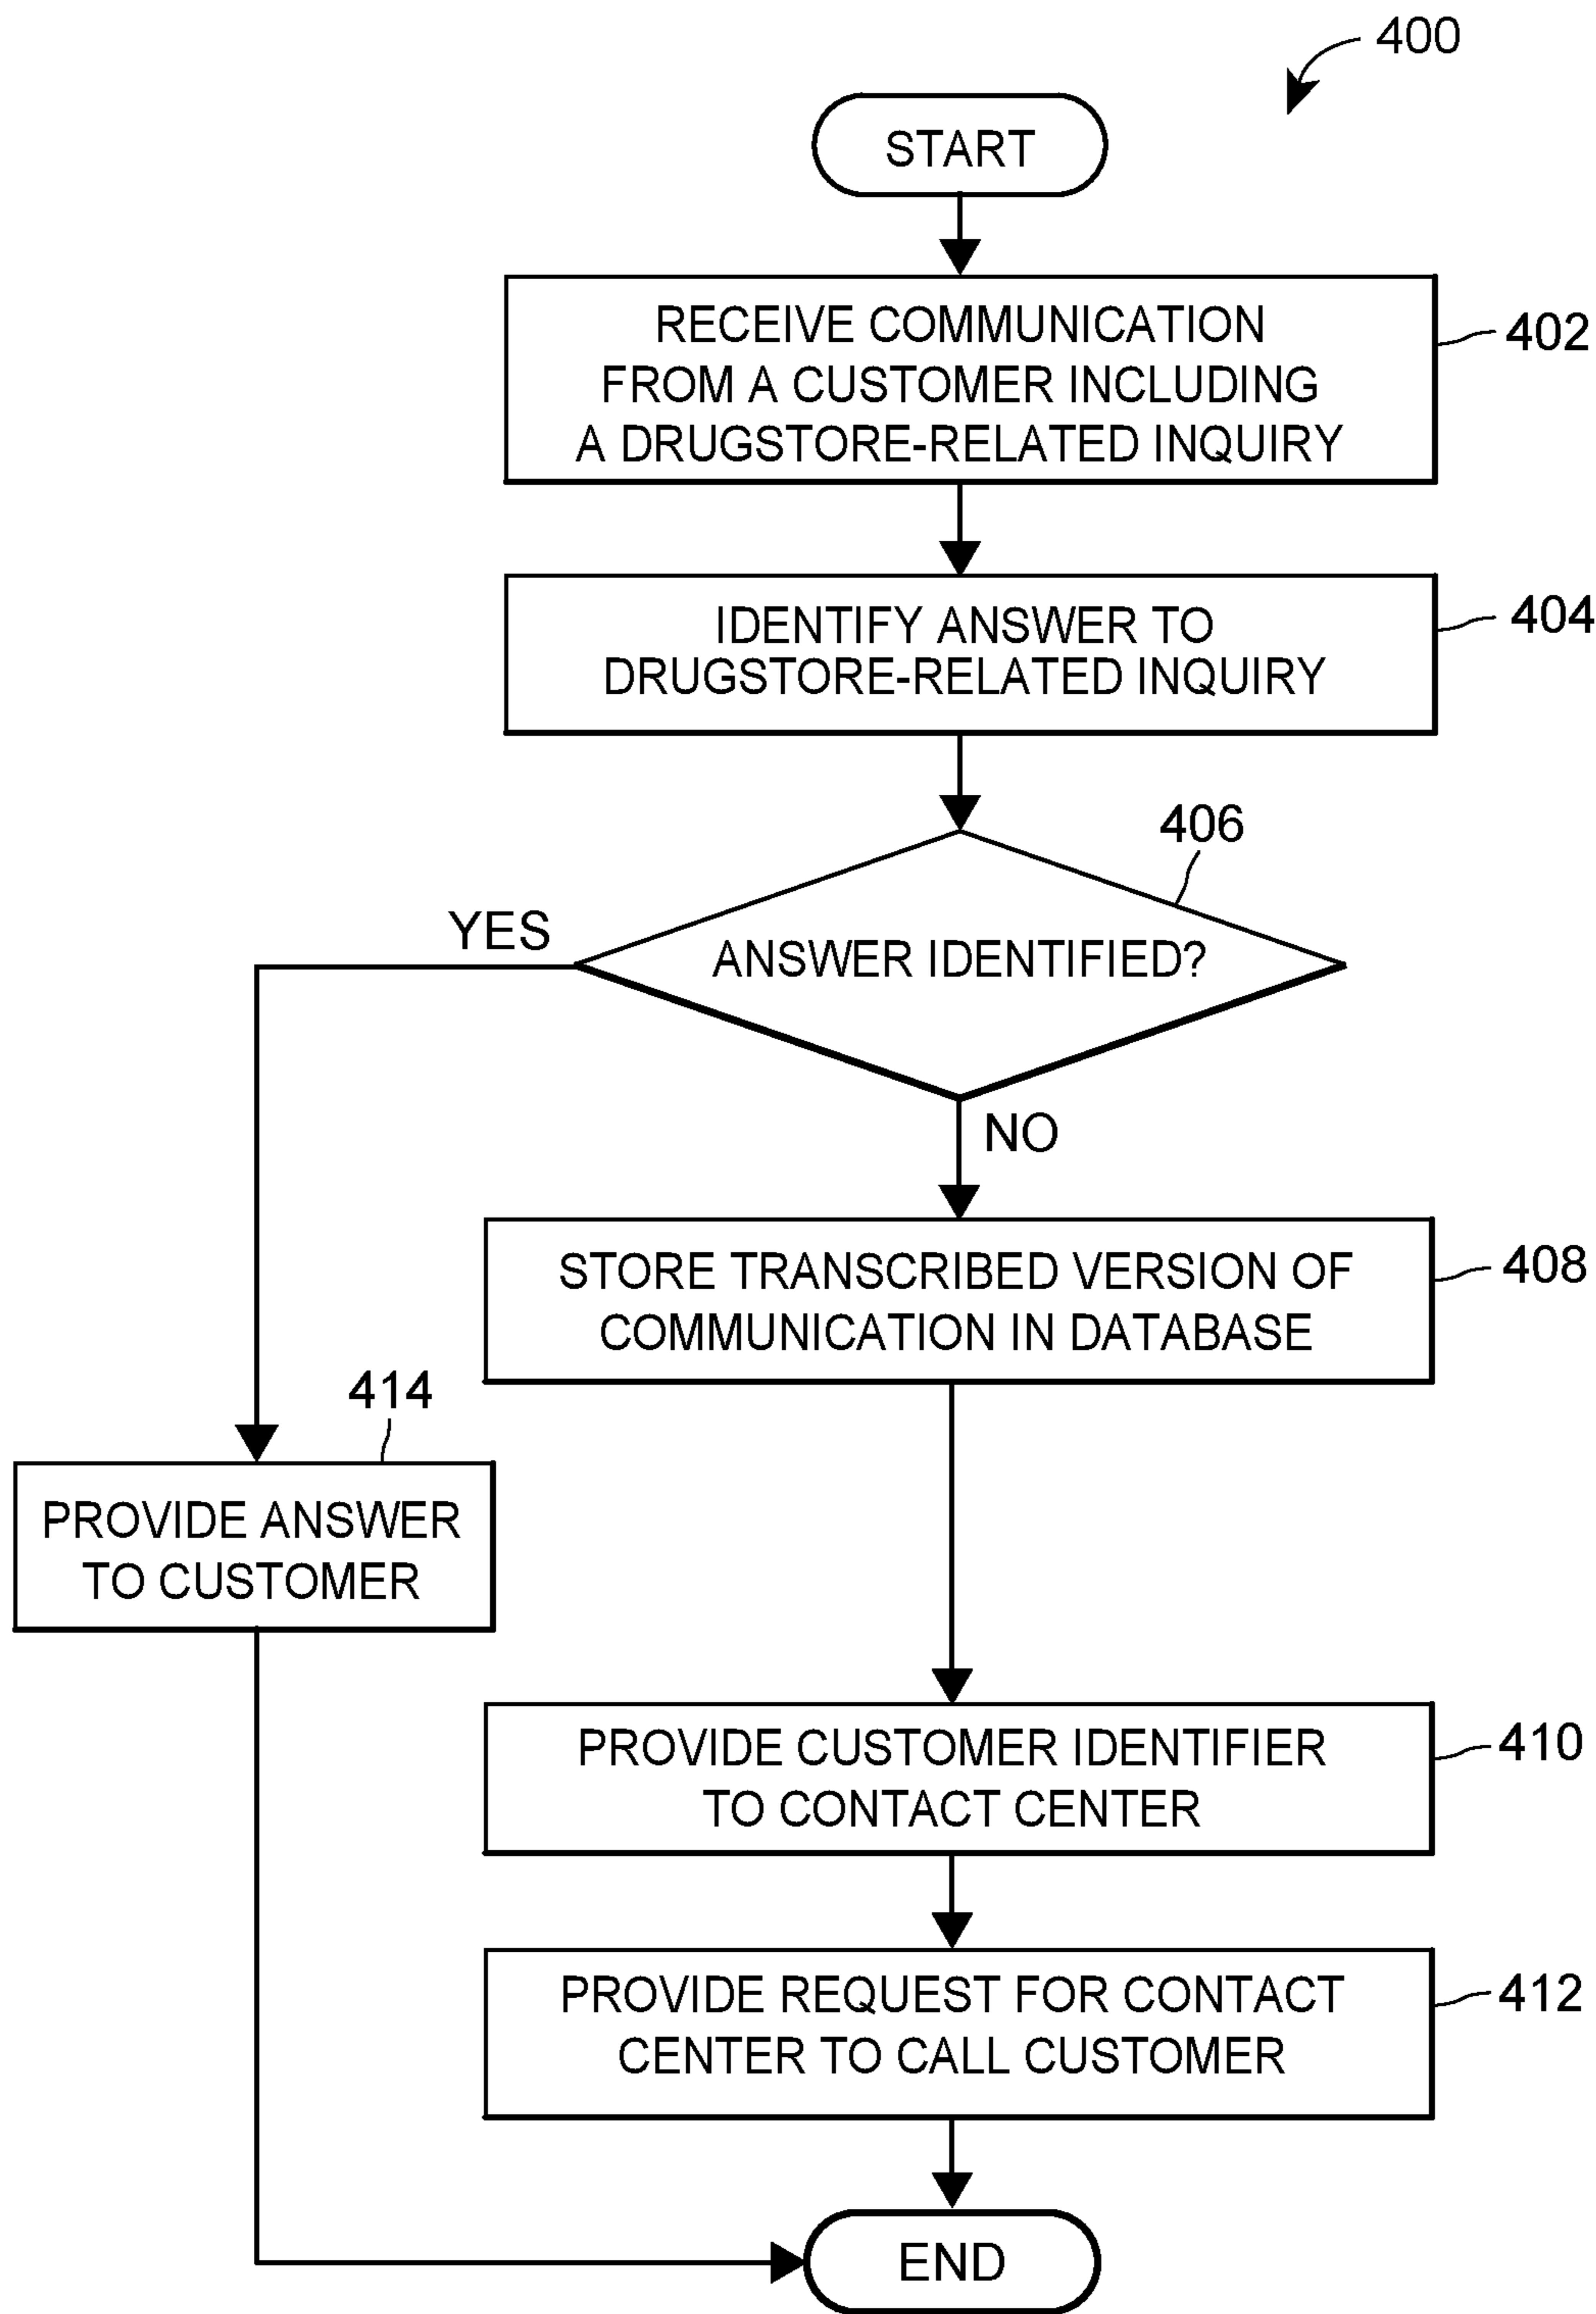 400
START
RECEIVE COMMUNICATION
FROM A CUSTOMER INCLUDING
A DRUGSTORE-RELATED INQUIRY
402
IDENTIFY ANSWER TO
DRUGSTORE-RELATED INQUIRY
404
406
ANSWER IDENTIFIED?
YES
NO
STORE TRANSCRIBED VERSION OF
COMMUNICATION IN DATABASE
408
414
PROVIDE ANSWER
TO CUSTOMER
PROVIDE CUSTOMER IDENTIFIER
TO CONTACT CENTER
410
PROVIDE REQUEST FOR CONTACT
CENTER TO CALL CUSTOMER
412
END